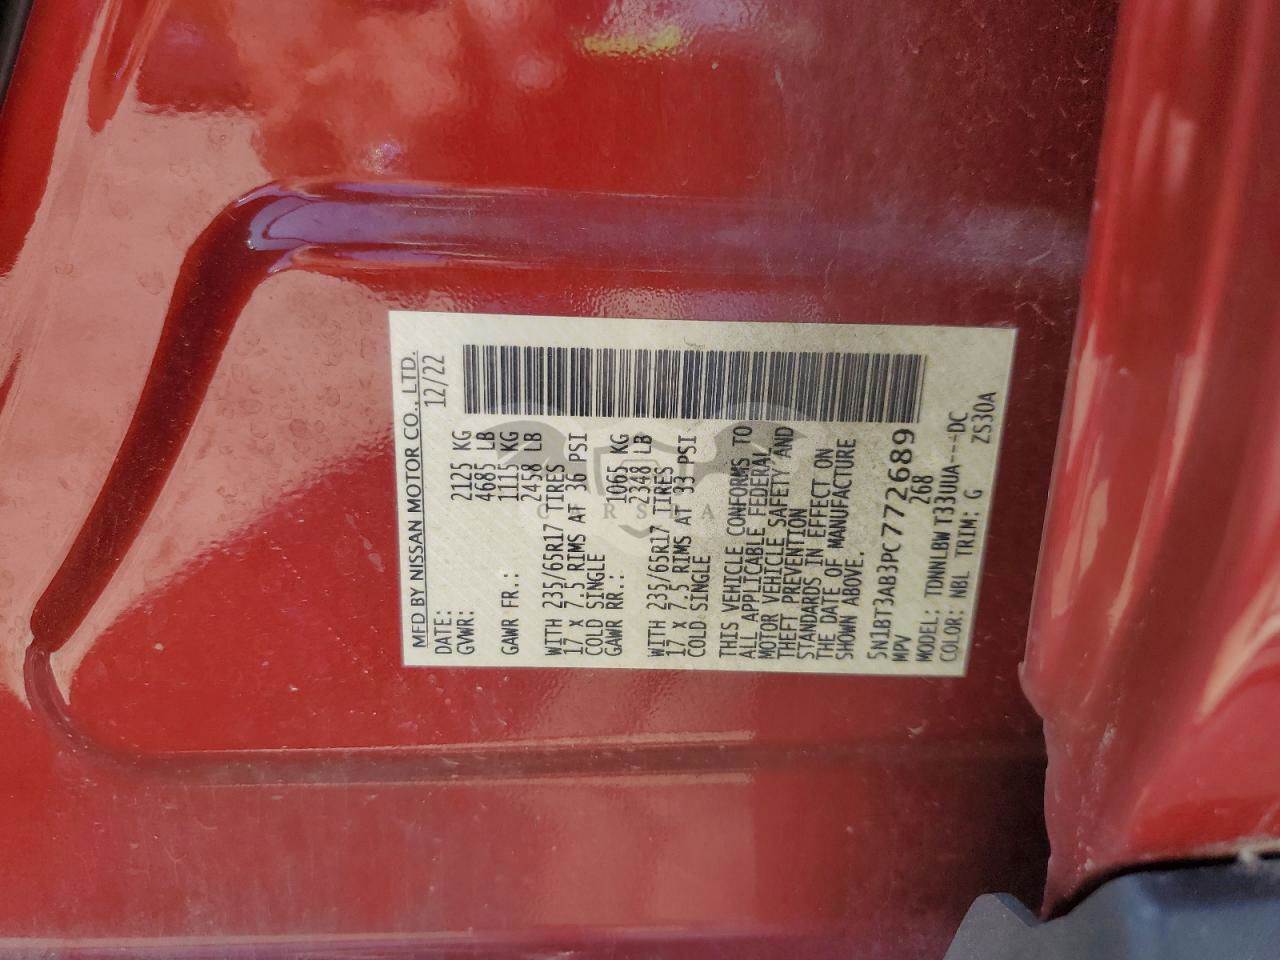 MFD BY NISSAN MOTOR CO., LTD.
DATE: 12/22
GVWR: 2125 KG
4685 LB
GAWR FR.: 1115 KG
2458 LB
WITH 235/65R17 TIRES
17 X 7.5 RIMS AT 36 PSI
COLD SINGLE
GAWR RR.: 1065 KG
2348 LB
WITH 235/65R17 TIRES
17 X 7.5 RIMS AT 33 PSI
COLD SINGLE
THIS VEHICLE CONFORMS TO
ALL APPLICABLE FEDERAL
MOTOR VEHICLE SAFETY AND
THEFT PREVENTION
STANDARDS IN EFFECT ON
THE DATE OF MANUFACTURE
SHOWN ABOVE.
5N1BT3AB3PC772689
MPV 268
MODEL: TDNNLBW T33UUA---DC
COLOR: NBL TRIM: G ZS30A